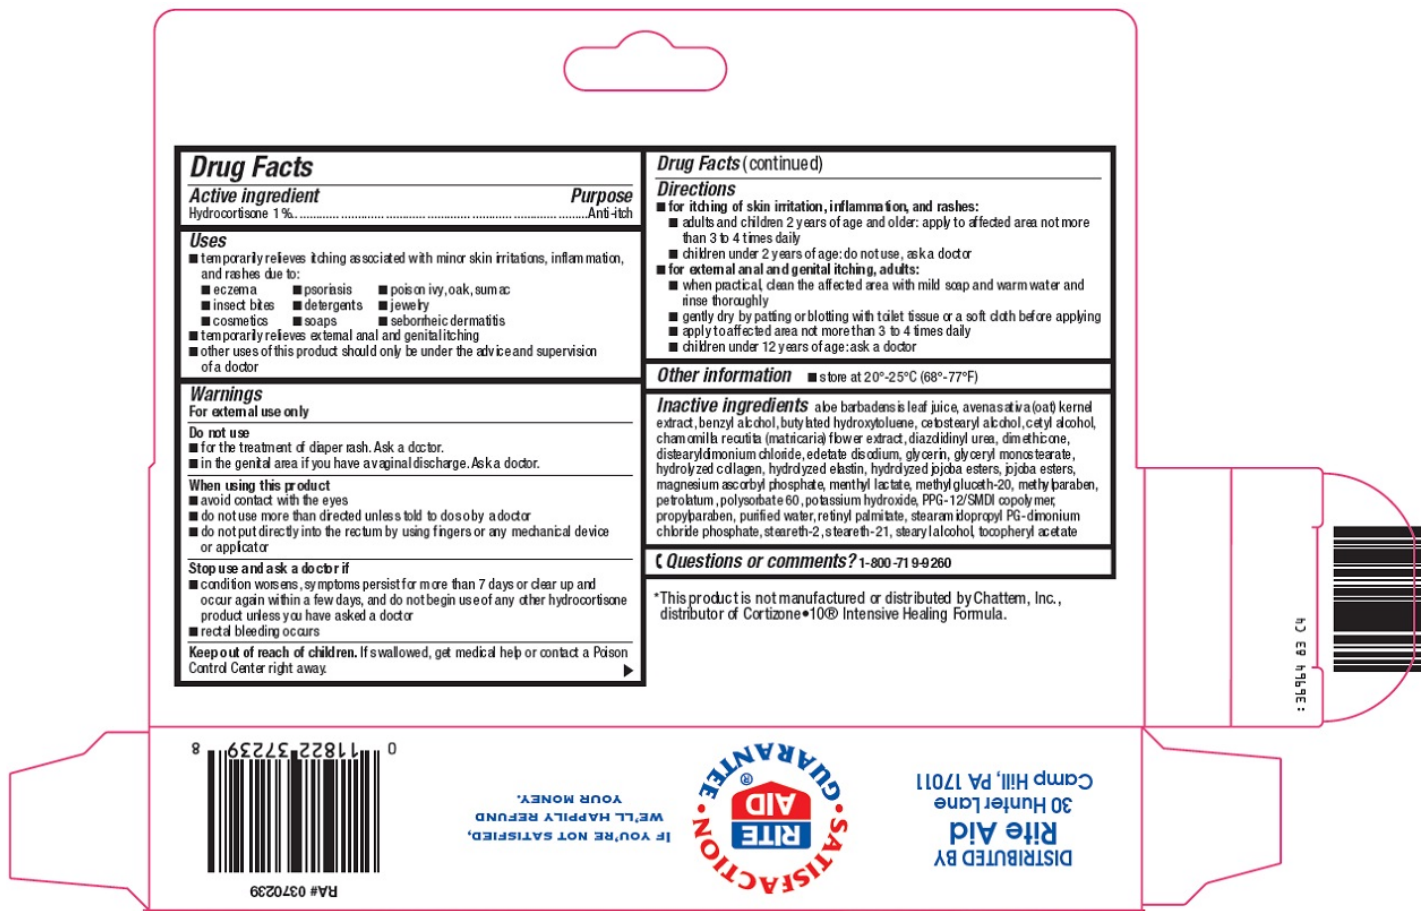 Drug Facts
Active ingredient Purpose
Hydrocortisone 1%.......................................................................Anti-itch
Uses
■ temporarily relieves itching associated with minor skin irritations, inflammation,
and rashes due to:
■ eczema ■ psoriasis ■ poison ivy, oak, sumac
■ insect bites ■ detergents ■ jewelry
■ cosmetics ■ soaps ■ seborrheic dermatitis
■ temporarily relieves external anal and genital itching
■ other uses of this product should only be under the advice and supervision
of a doctor
Warnings
For external use only
Do not use
■ for the treatment of diaper rash. Ask a doctor.
■ in the genital area if you have a vaginal discharge. Ask a doctor.
When using this product
■ avoid contact with the eyes
■ do not use more than directed unless told to do so by a doctor
■ do not put directly into the rectum by using fingers or any mechanical device
or applicator
Stop use and ask a doctor if
■ condition worsens, symptoms persist for more than 7 days or clear up and
occur again within a few days, and do not begin use of any other hydrocortisone
product unless you have asked a doctor
■ rectal bleeding occurs
Keep out of reach of children. If swallowed, get medical help or contact a Poison
Control Center right away.
Drug Facts (continued)
Directions
■ for itching of skin irritation, inflammation, and rashes:
■ adults and children 2 years of age and older: apply to affected area not more
than 3 to 4 times daily
■ children under 2 years of age: do not use, ask a doctor
■ for external anal and genital itching, adults:
■ when practical, clean the affected area with mild soap and warm water and
rinse thoroughly
■ gently dry by patting or blotting with toilet tissue or a soft cloth before applying
■ apply to affected area not more than 3 to 4 times daily
■ children under 12 years of age: ask a doctor
Other information ■ store at 20°-25°C (68°-77°F)
Inactive ingredients aloe barbadensis leaf juice, avena sativa (oat) kernel
extract, benzyl alcohol, butylated hydroxytoluene, cetostearyl alcohol, cetyl alcohol,
chamomilla recutita (matricaria) flower extract, diazolidinyl urea, dimethicone,
distearyldimonium chloride, edetate disodium, glycerin, glyceryl monostearate,
hydrolyzed collagen, hydrolyzed elastin, hydrolyzed jojoba esters, jojoba esters,
magnesium ascorbyl phosphate, menthyl lactate, methyl gluceth-20, methylparaben,
petrolatum, polysorbate 60, potassium hydroxide, PPG-12/SMDI copolymer,
propylparaben, purified water, retinyl palmitate, stearamidopropyl PG-dimonium
chloride phosphate, steareth-2, steareth-21, stearyl alcohol, tocopheryl acetate
Questions or comments? 1-800-719-9260
*This product is not manufactured or distributed by Chattem, Inc.,
distributor of Cortizone•10® Intensive Healing Formula.
:36964 B3 C4
DISTRIBUTED BY
Rite Aid
30 Hunter Lane
Camp Hill, PA 17011
• SATISFACTION •
RITE
AID
®
GUARANTEE
IF YOU'RE NOT SATISFIED,
WE'LL HAPPILY REFUND
YOUR MONEY.
RA# 0370239
0 11822 37239 8